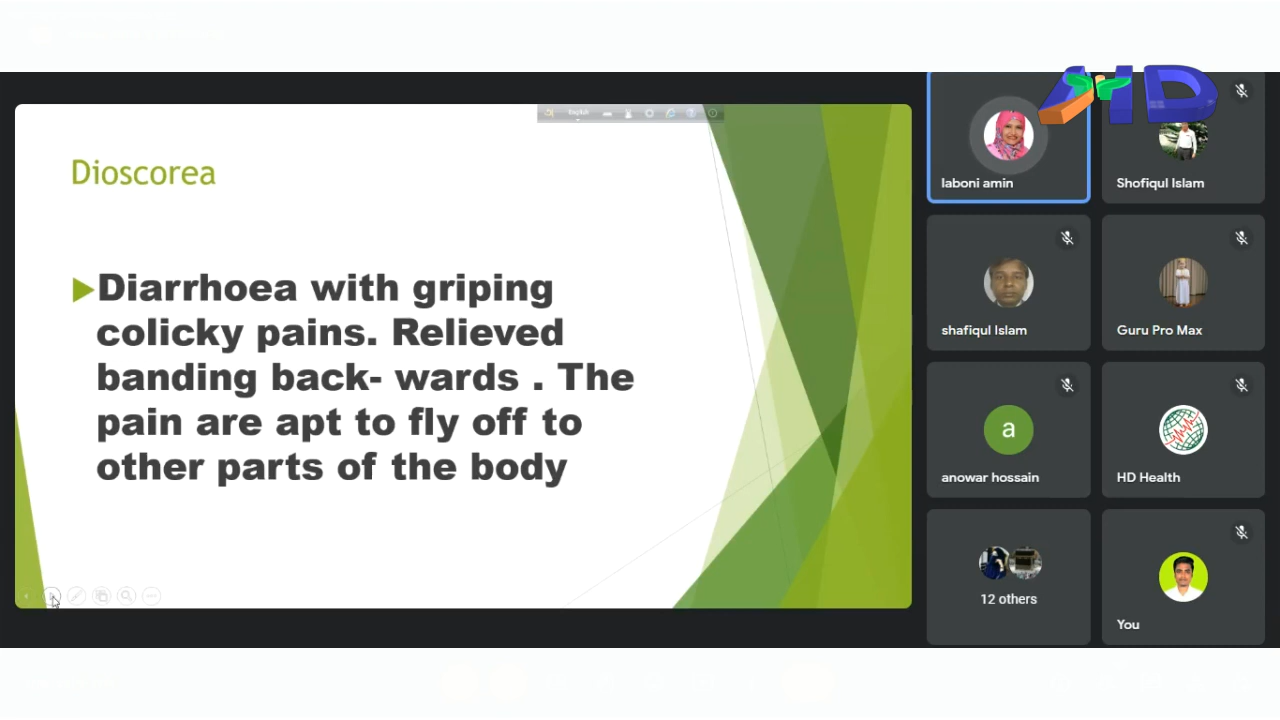 Dioscorea
Diarrhoea with griping
colicky pains. Relieved
banding back- wards . The
pain are apt to fly off to
other parts of the body
HD
laboni amin
Shofiqul Islam
shafiqul Islam
Guru Pro Max
a
anowar hossain
HD Health
12 others
You